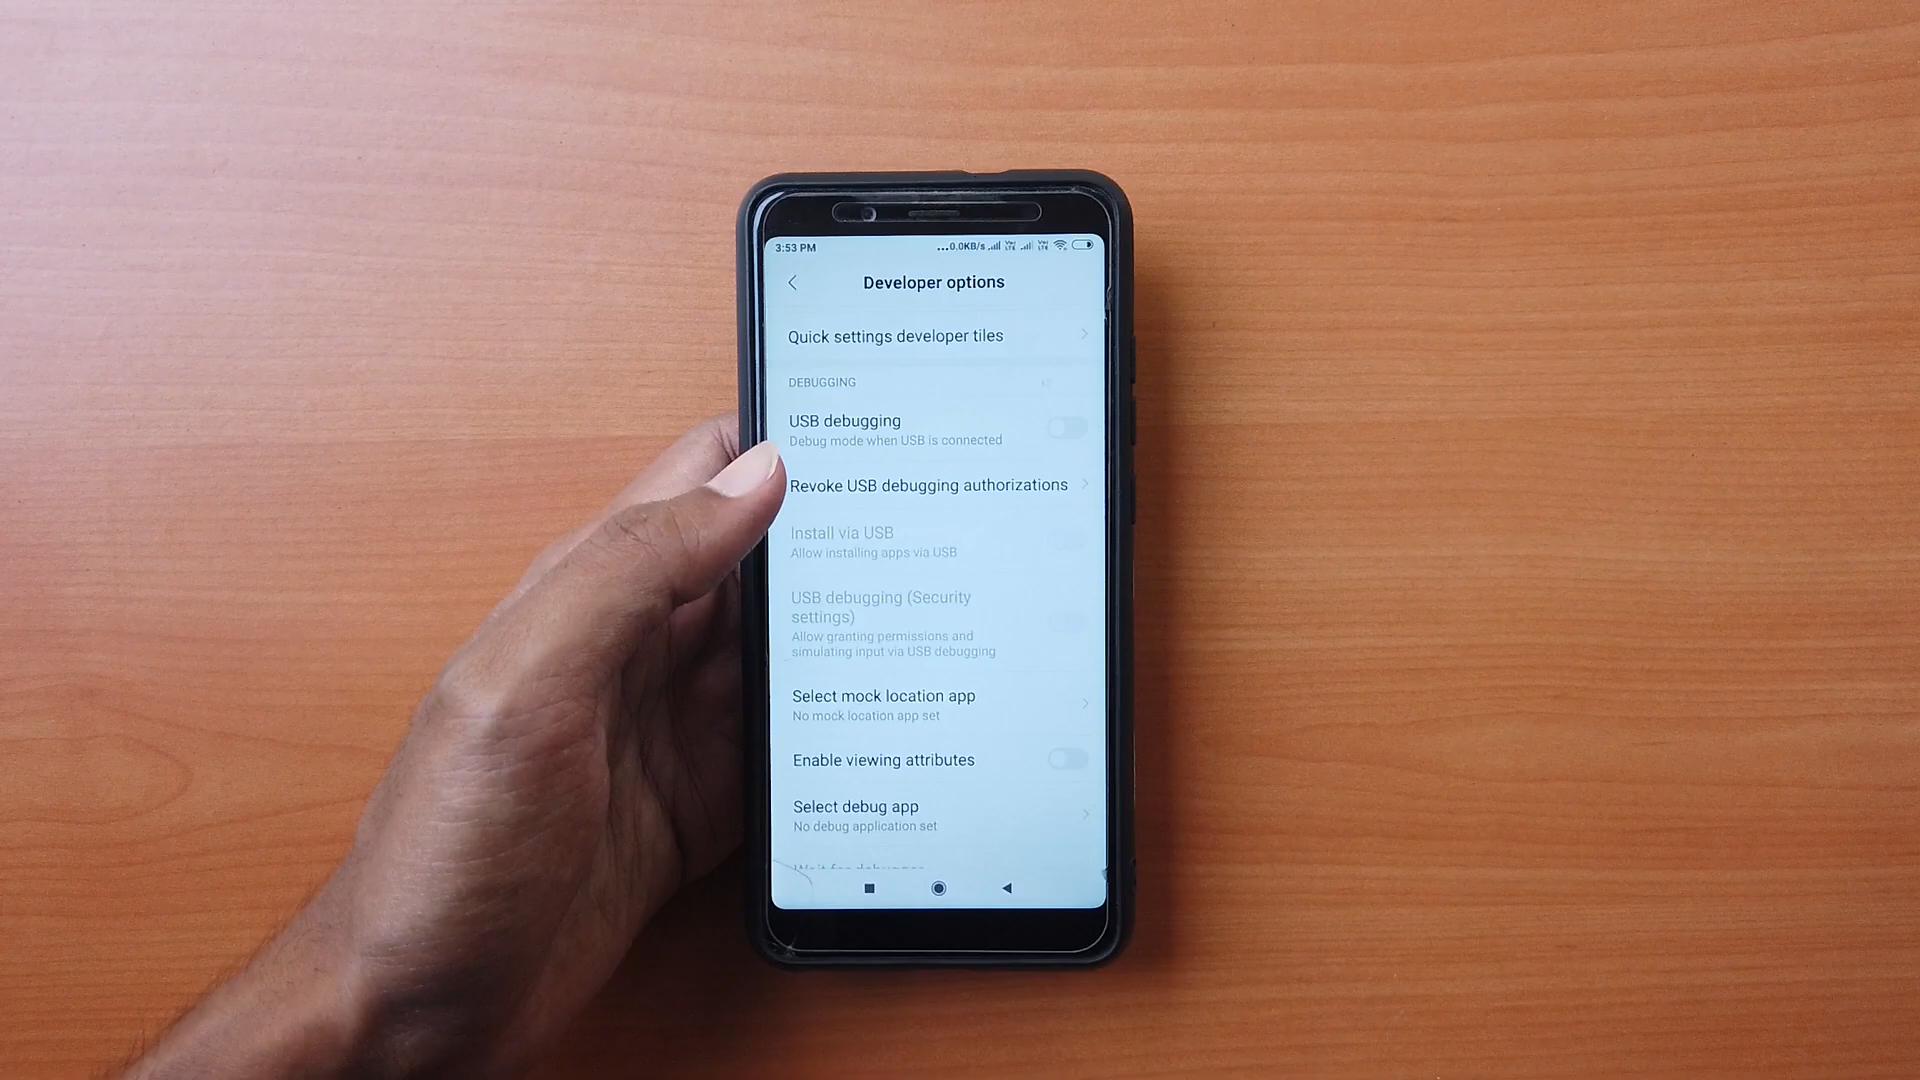 3:53 PM
...0.0KB/s
Developer options
Quick settings developer tiles
DEBUGGING
USB debugging
Debug mode when USB is connected
Revoke USB debugging authorizations
Install via USB
Allow installing apps via USB
USB debugging (Security
settings)
Allow granting permissions and
simulating input via USB debugging
Select mock location app
No mock location app set
Enable viewing attributes
Select debug app
No debug application set
Wait for debugger